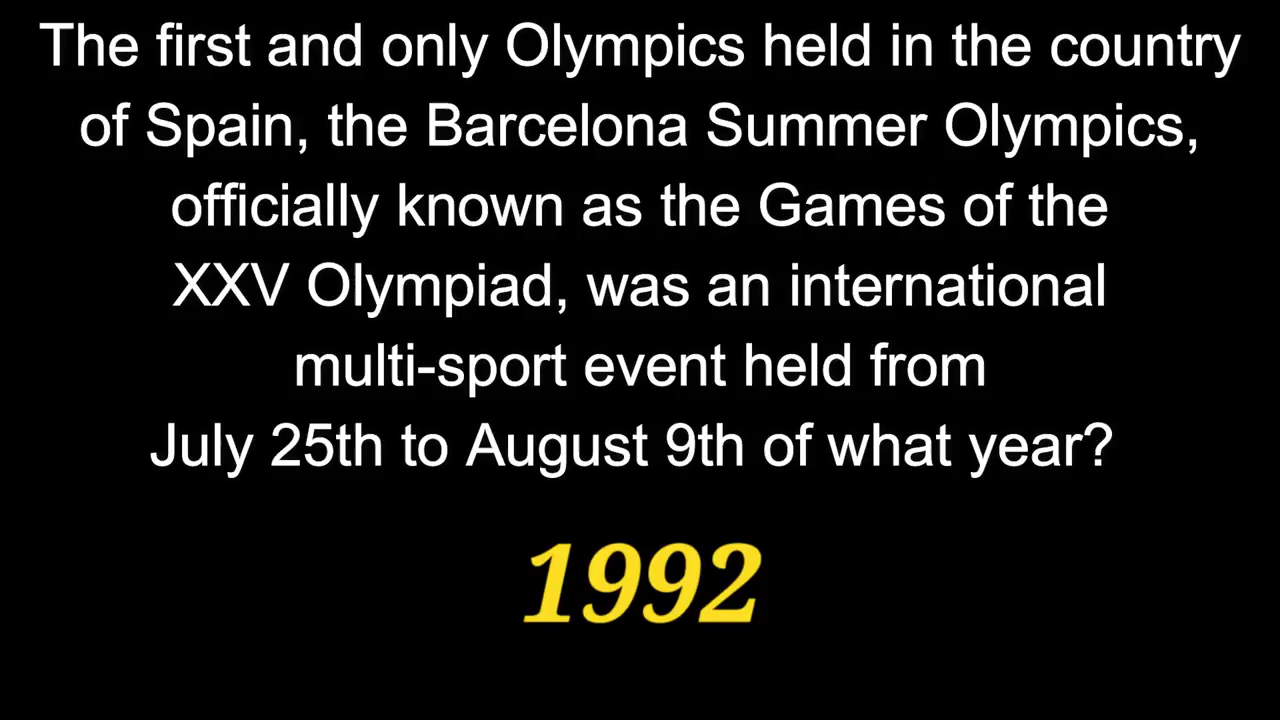 The first and only Olympics held in the country
of Spain, the Barcelona Summer Olympics,
officially known as the Games of the
XXV Olympiad, was an international
multi-sport event held from
July 25th to August 9th of what year?
1992